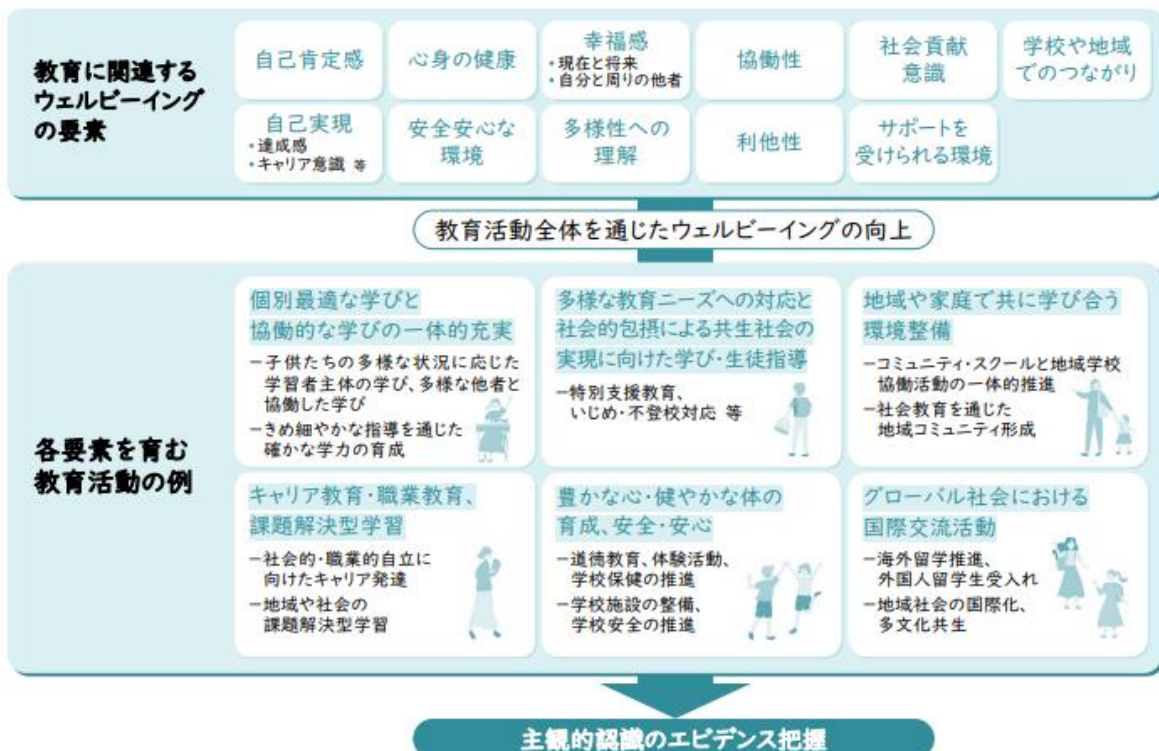 教育に関連する
ウェルビーイング
の要素
自己肯定感
心身の健康
幸福感
・現在と将来
・自分と周りの他者
協働性
社会貢献
意識
学校や地域
でのつながり
自己実現
・達成感
・キャリア意識 等
安全安心な
環境
多様性への
理解
利他性
サポートを
受けられる環境
教育活動全体を通じたウェルビーイングの向上
各要素を育む
教育活動の例
個別最適な学びと
協働的な学びの一体的充実
−子供たちの多様な状況に応じた
学習者主体の学び、多様な他者と
協働した学び
−きめ細やかな指導を通じた
確かな学力の育成
多様な教育ニーズへの対応と
社会的包摂による共生社会の
実現に向けた学び・生徒指導
−特別支援教育、
いじめ・不登校対応 等
地域や家庭で共に学び合う
環境整備
−コミュニティ・スクールと地域学校
協働活動の一体的推進
−社会教育を通じた
地域コミュニティ形成
キャリア教育・職業教育、
課題解決型学習
−社会的・職業的自立に
向けたキャリア発達
−地域や社会の
課題解決型学習
豊かな心・健やかな体の
育成、安全・安心
−道徳教育、体験活動、
学校保健の推進
−学校施設の整備、
学校安全の推進
グローバル社会における
国際交流活動
−海外留学推進、
外国人留学生受入れ
−地域社会の国際化、
多文化共生
主観的認識のエビデンス把握